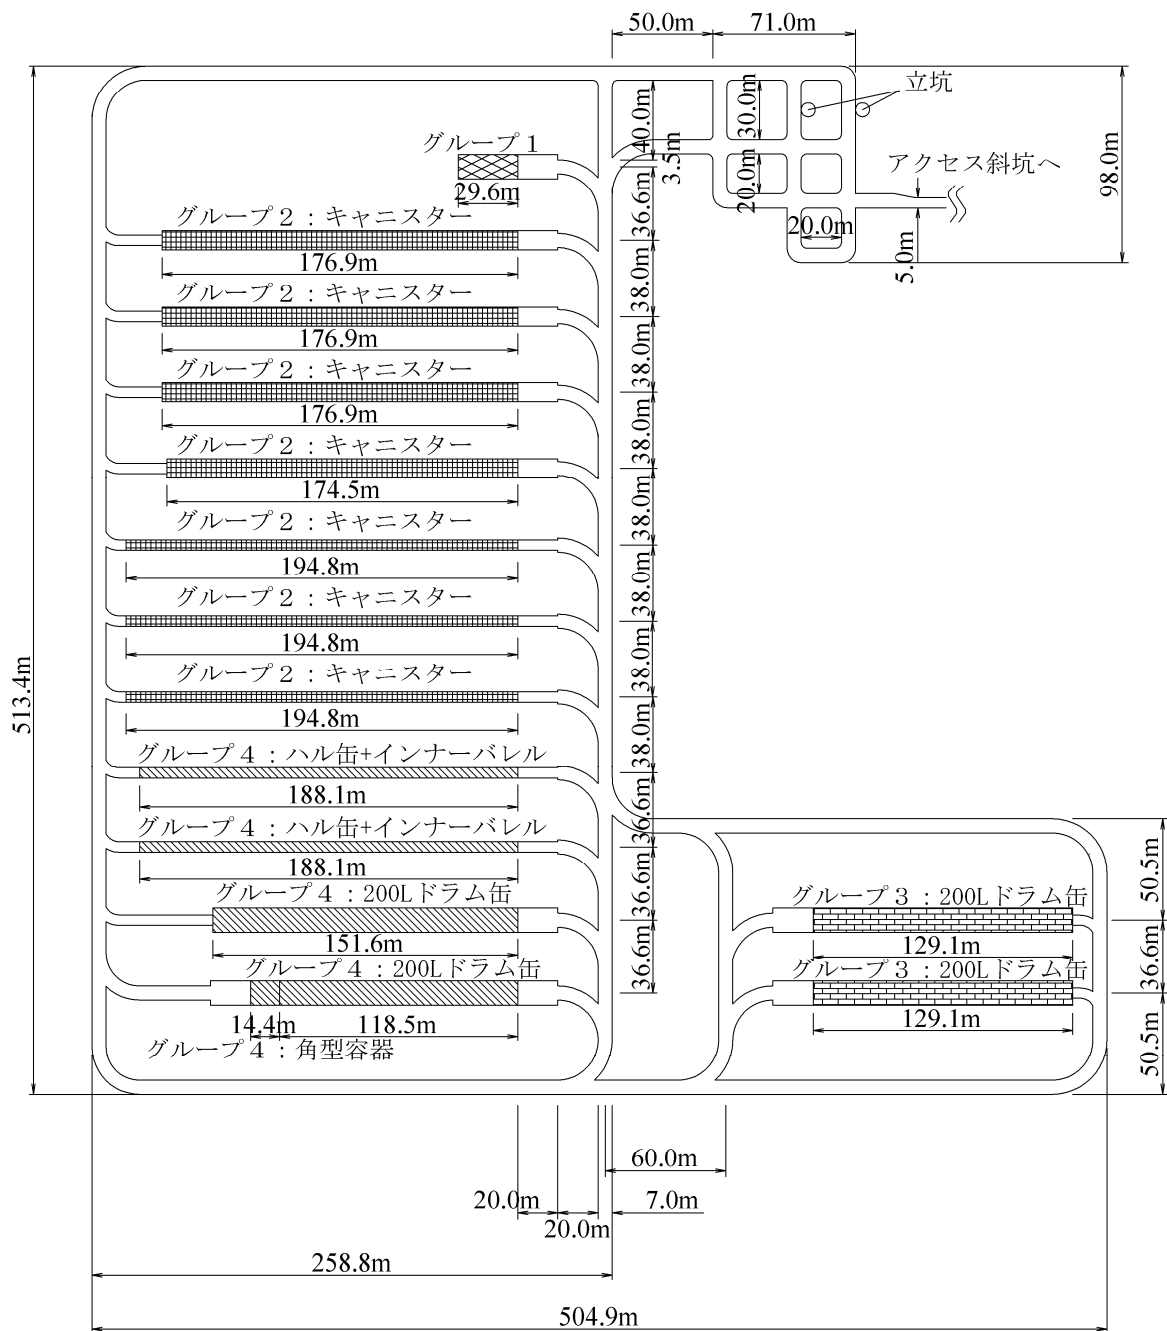 50.0m
71.0m
立坑
40.0m
30.0m
3.5m
グループ１
29.6m
アクセス斜坑へ
98.0m
20.0m
36.6m
グループ２：キャニスター
176.9m
20.0m
5.0m
38.0m
グループ２：キャニスター
176.9m
38.0m
グループ２：キャニスター
176.9m
38.0m
グループ２：キャニスター
174.5m
38.0m
グループ２：キャニスター
194.8m
38.0m
グループ２：キャニスター
194.8m
38.0m
グループ２：キャニスター
194.8m
513.4m
38.0m
グループ４：ハル缶+インナーバレル
188.1m
36.6m
グループ４：ハル缶+インナーバレル
188.1m
36.6m
50.5m
グループ４：200Lドラム缶
151.6m
グループ３：200Lドラム缶
129.1m
36.6m
36.6m
グループ４：200Lドラム缶
14.4m
118.5m
グループ４：角型容器
グループ３：200Lドラム缶
129.1m
50.5m
60.0m
20.0m
20.0m
7.0m
258.8m
504.9m